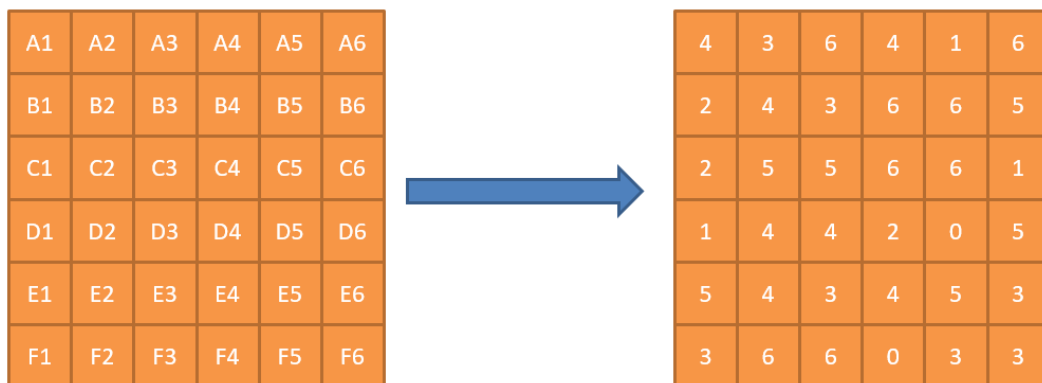 A1 A2 A3 A4 A5 A6 4 3 6 4 1 6
B1 B2 B3 B4 B5 B6 2 4 3 6 6 5
C1 C2 C3 C4 C5 C6 2 5 5 6 6 1
D1 D2 D3 D4 D5 D6 1 4 4 2 0 5
E1 E2 E3 E4 E5 E6 5 4 3 4 5 3
F1 F2 F3 F4 F5 F6 3 6 6 0 3 3